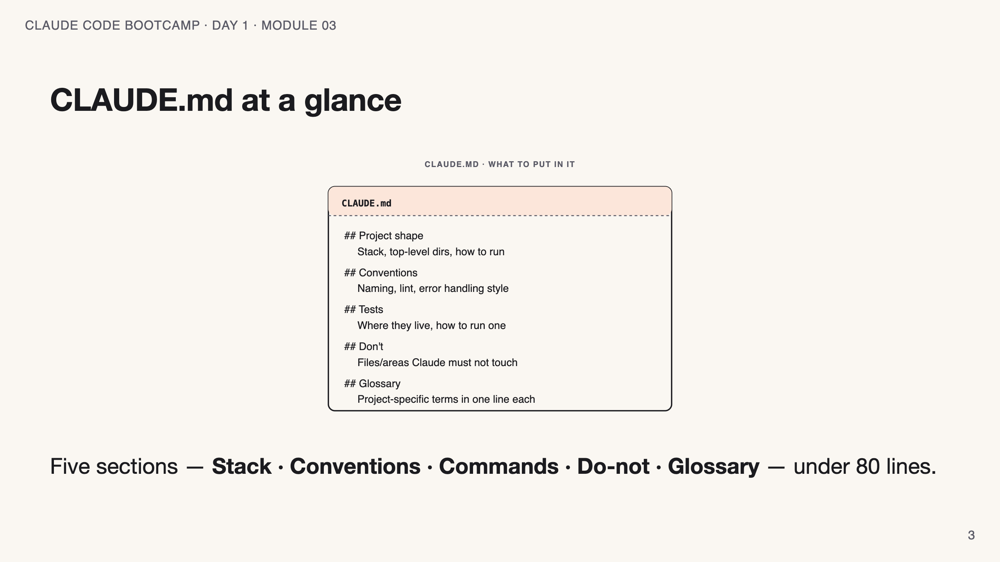 CLAUDE CODE BOOTCAMP · DAY 1 · MODULE 03
CLAUDE.md at a glance
CLAUDE.MD · WHAT TO PUT IN IT
CLAUDE.md
## Project shape
Stack, top-level dirs, how to run
## Conventions
Naming, lint, error handling style
## Tests
Where they live, how to run one
## Don't
Files/areas Claude must not touch
## Glossary
Project-specific terms in one line each
Five sections — Stack · Conventions · Commands · Do-not · Glossary — under 80 lines.
3